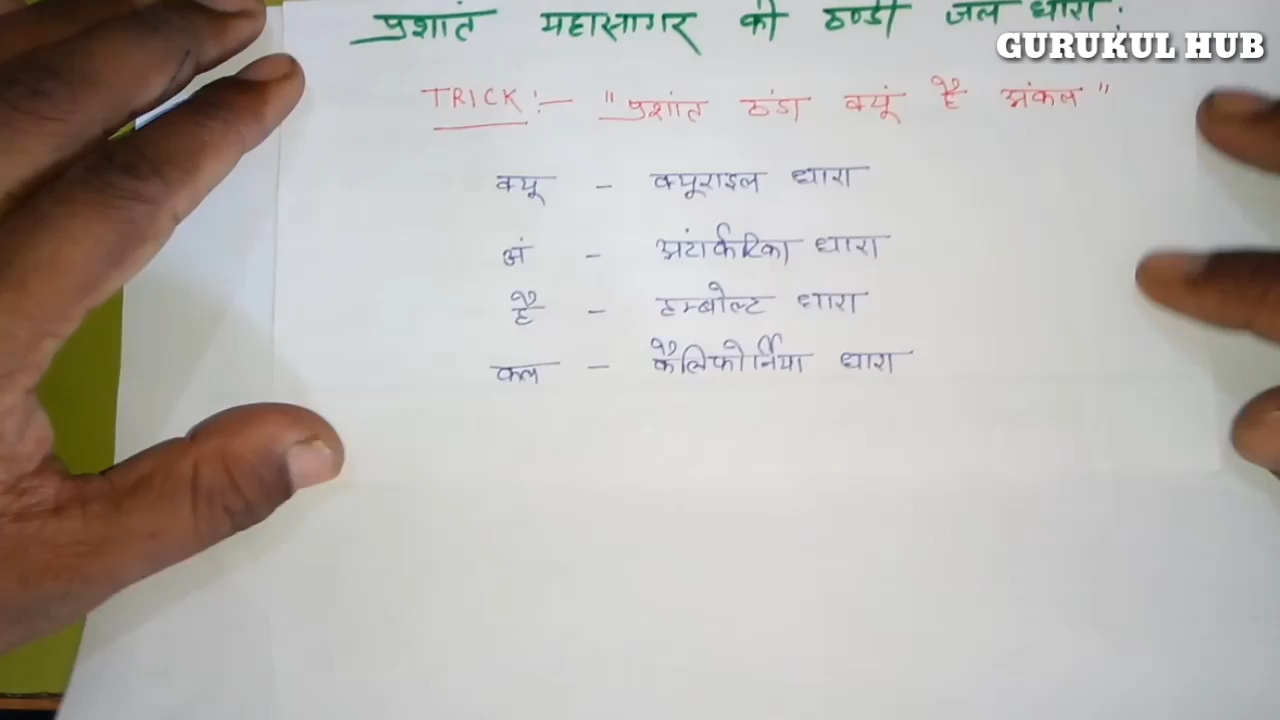 प्रशांत महासागर की ठण्डी जल धारा :
GURUKUL HUB
TRICK :- "प्रशांत ठंडा क्यूं है अंकल"
क्यू - क्यूराइल धारा
अं - अंटार्कटिका धारा
है - हम्बोल्ट धारा
कल - कैलिफोर्निया धारा